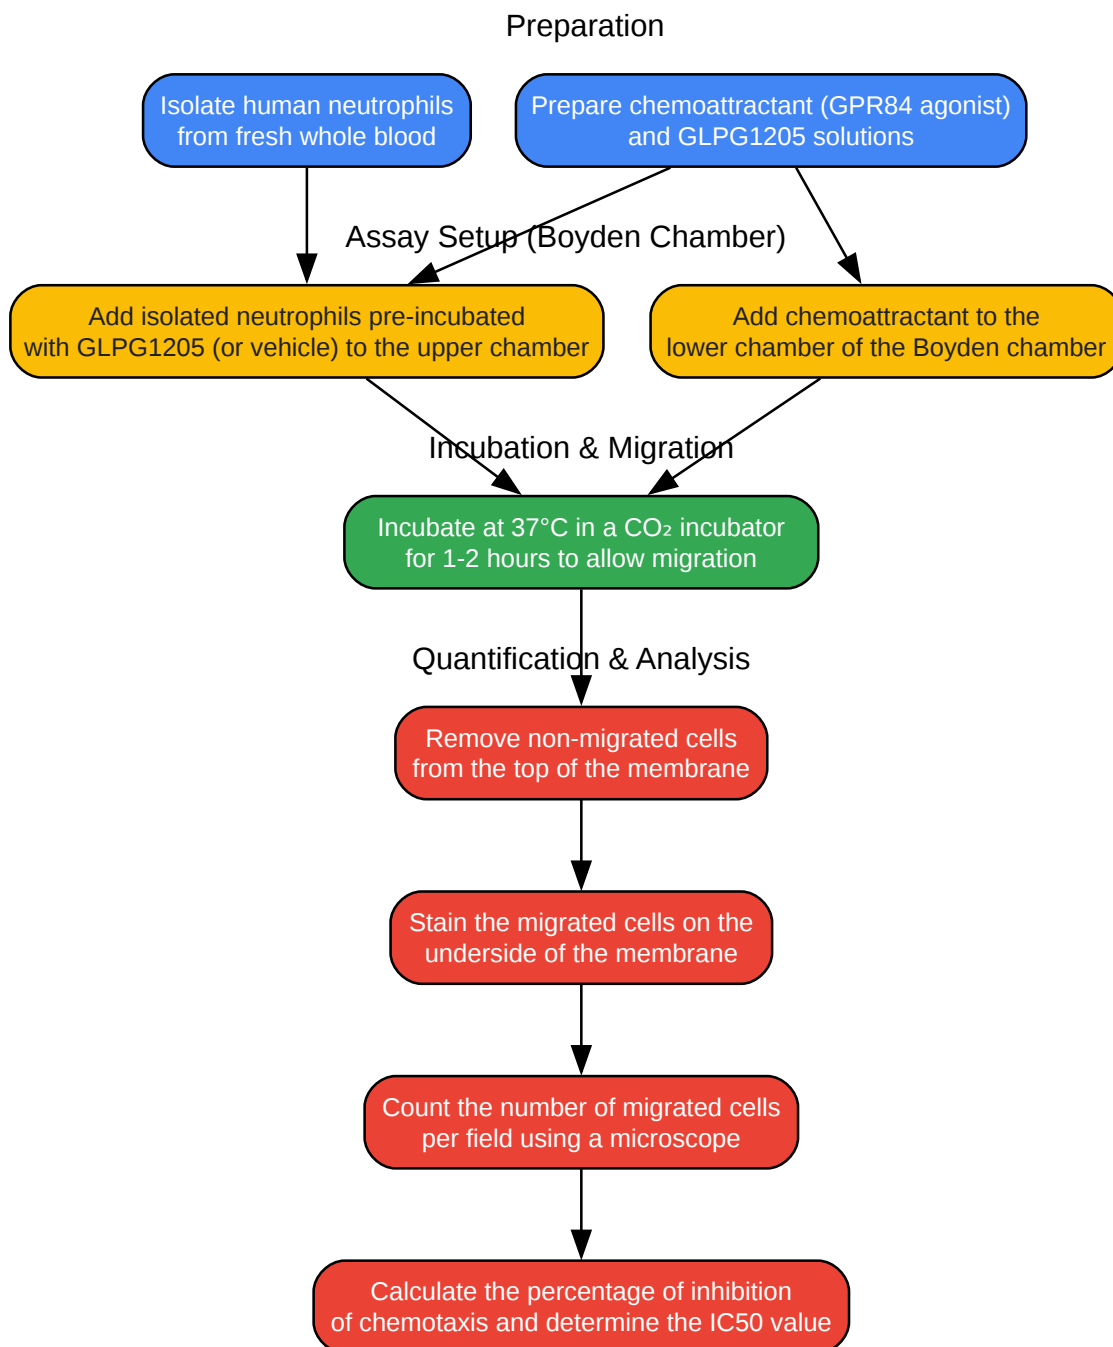 Preparation
Isolate human neutrophils
from fresh whole blood
Prepare chemoattractant (GPR84 agonist)
and GLPG1205 solutions
Assay Setup (Boyden Chamber)
Add isolated neutrophils pre-incubated
with GLPG1205 (or vehicle) to the upper chamber
Add chemoattractant to the
lower chamber of the Boyden chamber
Incubation & Migration
Incubate at 37°C in a CO₂ incubator
for 1-2 hours to allow migration
Quantification & Analysis
Remove non-migrated cells
from the top of the membrane
Stain the migrated cells on the
underside of the membrane
Count the number of migrated cells
per field using a microscope
Calculate the percentage of inhibition
of chemotaxis and determine the IC50 value